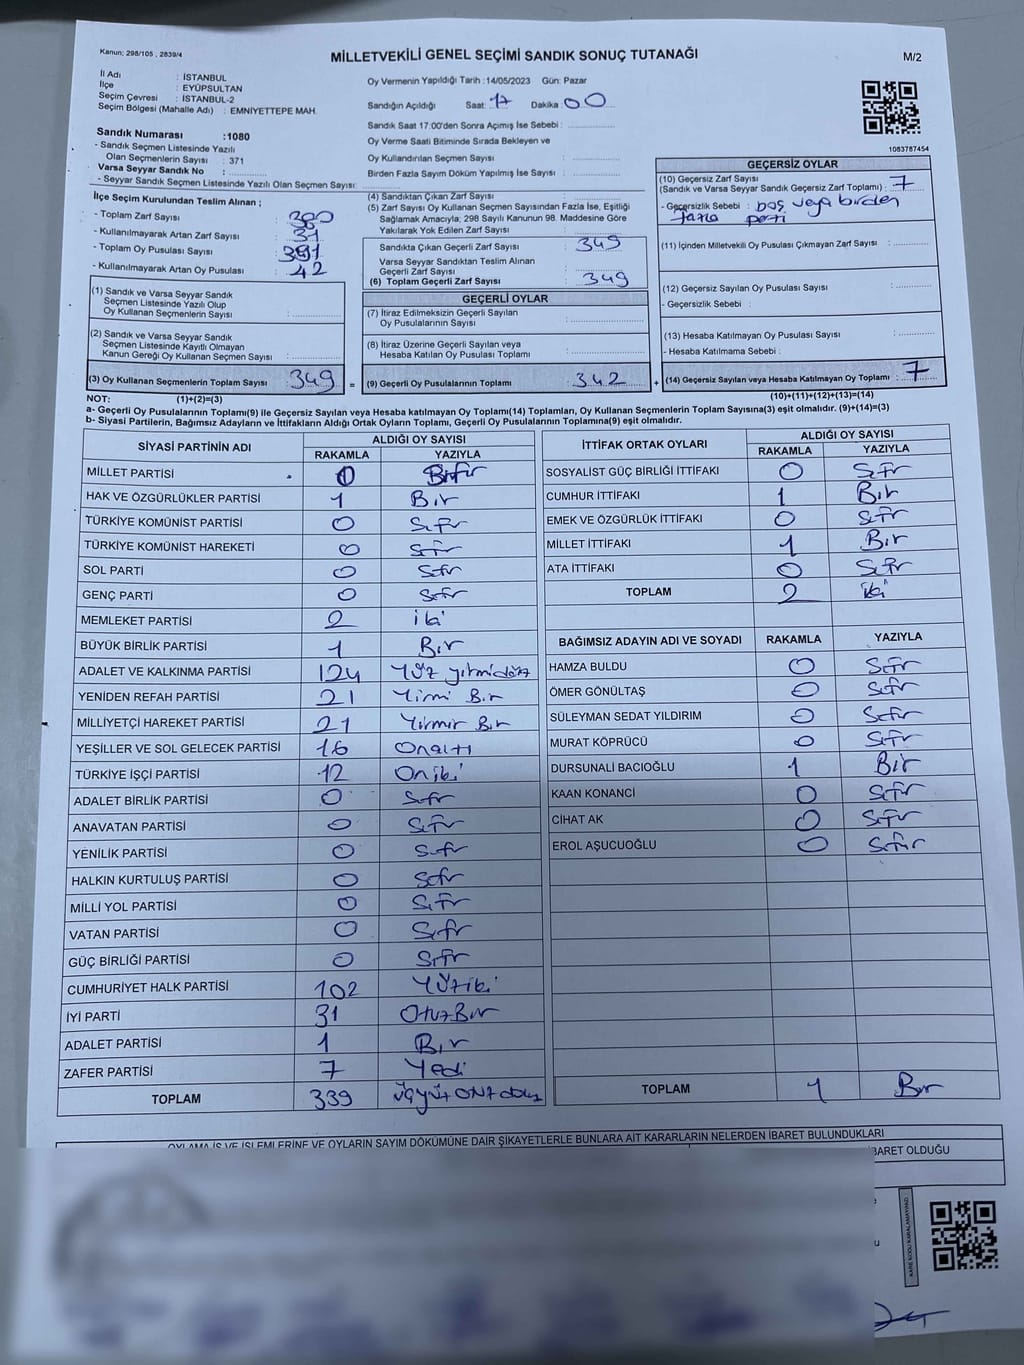 Kanun; 298/105 , 2839/4
MİLLETVEKİLİ GENEL SEÇİMİ SANDIK SONUÇ TUTANAĞI
M/2
İl Adı : İSTANBUL
İlçe : EYÜPSULTAN
Seçim Çevresi : İSTANBUL-2
Seçim Bölgesi (Mahalle Adı) : EMNİYETTEPE MAH.
Oy Vermenin Yapıldığı Tarih :14/05/2023 Gün: Pazar
Sandığın Açıldığı Saat: 17 Dakika 00
Sandık Saat 17:00'den Sonra Açımış İse Sebebi :
Oy Verme Saati Bitiminde Sırada Bekleyen ve
Oy Kullandırılan Seçmen Sayısı :
Birden Fazla Sayım Döküm Yapılmış İse Sayısı :
1083787454
Sandık Numarası :1080
- Sandık Seçmen Listesinde Yazılı
Olan Seçmenlerin Sayısı : 371
Varsa Seyyar Sandık No :
- Seyyar Sandık Seçmen Listesinde Yazılı Olan Seçmen Sayısı:
İlçe Seçim Kurulundan Teslim Alınan ;
- Toplam Zarf Sayısı : 380
- Kullanılmayarak Artan Zarf Sayısı : 31
- Toplam Oy Pusulası Sayısı : 391
- Kullanılmayarak Artan Oy Pusulası : 42
(1) Sandık ve Varsa Seyyar Sandık
Seçmen Listesinde Yazılı Olup
Oy Kullanan Seçmenlerin Sayısı :
(2) Sandık ve Varsa Seyyar Sandık
Seçmen Listesinde Kayıtlı Olmayan
Kanun Gereği Oy Kullanan Seçmen Sayısı :
(3) Oy Kullanan Seçmenlerin Toplam Sayısı : 349 =
(4) Sandıktan Çıkan Zarf Sayısı :
(5) Zarf Sayısı Oy Kullanan Seçmen Sayısından Fazla İse, Eşitliği
Sağlamak Amacıyla; 298 Sayılı Kanunun 98. Maddesine Göre
Yakılarak Yok Edilen Zarf Sayısı :
Sandıkta Çıkan Geçerli Zarf Sayısı : 349
Varsa Seyyar Sandıktan Teslim Alınan
Geçerli Zarf Sayısı :
(6) Toplam Geçerli Zarf Sayısı : 349
GEÇERLİ OYLAR
(7) İtiraz Edilmeksizin Geçerli Sayılan
Oy Pusulasının Sayısı :
(8) İtiraz Üzerine Geçerli Sayılan veya
Hesaba Katılan Oy Pusulası Toplamı :
(9) Geçerli Oy Pusulalarının Toplamı : 342 +
GEÇERSİZ OYLAR
(10) Geçersiz Zarf Sayısı
(Sandık ve Varsa Seyyar Sandık Geçersiz Zarf Toplamı) : 7
- Geçersizlik Sebebi : boş veya birden
fazla parti
(11) İçinden Milletvekili Oy Pusulası Çıkmayan Zarf Sayısı :
(12) Geçersiz Sayılan Oy Pusulası Sayısı :
- Geçersizlik Sebebi :
(13) Hesaba Katılmayan Oy Pusulası Sayısı :
- Hesaba Katılmama Sebebi :
(14) Geçersiz Sayılan veya Hesaba Katılmayan Oy Toplamı : 7
NOT: (1)+(2)=(3)
(10)+(11)+(12)+(13)=(14)
a- Geçerli Oy Pusulalarının Toplamı(9) ile Geçersiz Sayılan veya Hesaba katılmayan Oy Toplamı(14) Toplamları, Oy Kullanan Seçmenlerin Toplam Sayısına(3) eşit olmalıdır. (9)+(14)=(3)
b- Siyasi Partilerin, Bağımsız Adayların ve İttifakların Aldığı Ortak Oyların Toplamı, Geçerli Oy Pusulalarının Toplamına(9) eşit olmalıdır.
SİYASİ PARTİNİN ADI ALDIĞI OY SAYISI
RAKAMLA YAZIYLA
MİLLET PARTİSİ 0
HAK VE ÖZGÜRLÜKLER PARTİSİ 1 Bir
TÜRKİYE KOMÜNİST PARTİSİ 0 Sıfır
TÜRKİYE KOMÜNİST HAREKETİ 0 Sıfır
SOL PARTİ 0 Sıfır
GENÇ PARTİ 0 Sıfır
MEMLEKET PARTİSİ 2 iki
BÜYÜK BİRLİK PARTİSİ 1 Bir
ADALET VE KALKINMA PARTİSİ 124 Yüz yirmidört
YENİDEN REFAH PARTİSİ 21 Yirmi Bir
MİLLİYETÇİ HAREKET PARTİSİ 21 Yirmir Bir
YEŞİLLER VE SOL GELECEK PARTİSİ 16 Onaltı
TÜRKİYE İŞÇİ PARTİSİ 12 Oniki
ADALET BİRLİK PARTİSİ 0 Sıfır
ANAVATAN PARTİSİ 0 Sıfır
YENİLİK PARTİSİ 0 Sıfır
HALKIN KURTULUŞ PARTİSİ 0 Sıfır
MİLLİ YOL PARTİSİ 0 Sıfır
VATAN PARTİSİ 0 Sıfır
GÜÇ BİRLİĞİ PARTİSİ 0 Sıfır
CUMHURİYET HALK PARTİSİ 102 Yüziki
İYİ PARTİ 31 OtuzBir
ADALET PARTİSİ 1 Bir
ZAFER PARTİSİ 7 Yedi
TOPLAM 339 üçyüz otuz dokuz
İTTİFAK ORTAK OYLARI ALDIĞI OY SAYISI
RAKAMLA YAZIYLA
SOSYALİST GÜÇ BİRLİĞİ İTTİFAKI 0 Sıfır
CUMHUR İTTİFAKI 1 Bir
EMEK VE ÖZGÜRLÜK İTTİFAKI 0 Sıfır
MİLLET İTTİFAKI 1 Bir
ATA İTTİFAKI 0 Sıfır
TOPLAM 2 iki
BAĞIMSIZ ADAYIN ADI VE SOYADI RAKAMLA YAZIYLA
HAMZA BULDU 0 Sıfır
ÖMER GÖNÜLTAŞ 0 Sıfır
SÜLEYMAN SEDAT YILDIRIM 0 Sıfır
MURAT KÖPRÜCÜ 0 Sıfır
DURSUNALİ BACIOĞLU 1 Bir
KAAN KONANCİ 0 Sıfır
CİHAT AK 0 Sıfır
EROL AŞUCUOĞLU 0 Sıfır
TOPLAM 1 Bir
OYLAMA İŞ VE İŞLEMLERİNE VE OYLARIN SAYIM DÖKÜMÜNE DAİR ŞİKAYETLERLE BUNLARA AİT KARARLARIN NELERDEN İBARET BULUNDUKLARI
BARET OLDUĞU
KARE KODU KARALAMAYINIZ!